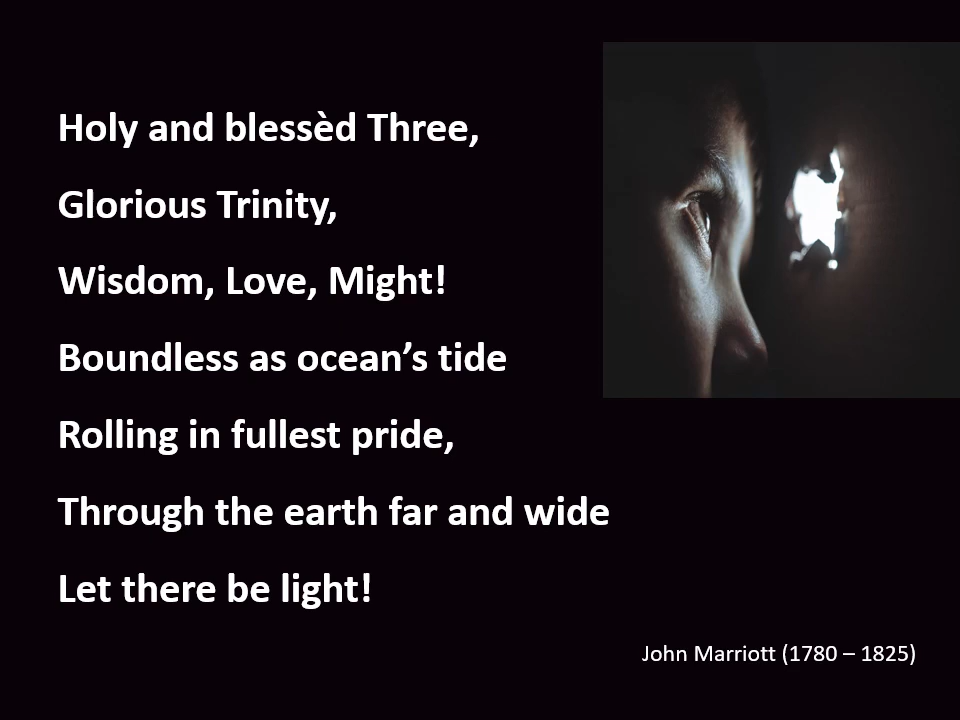 Holy and blessèd Three,
Glorious Trinity,
Wisdom, Love, Might!
Boundless as ocean’s tide
Rolling in fullest pride,
Through the earth far and wide
Let there be light!
John Marriott (1780 – 1825)